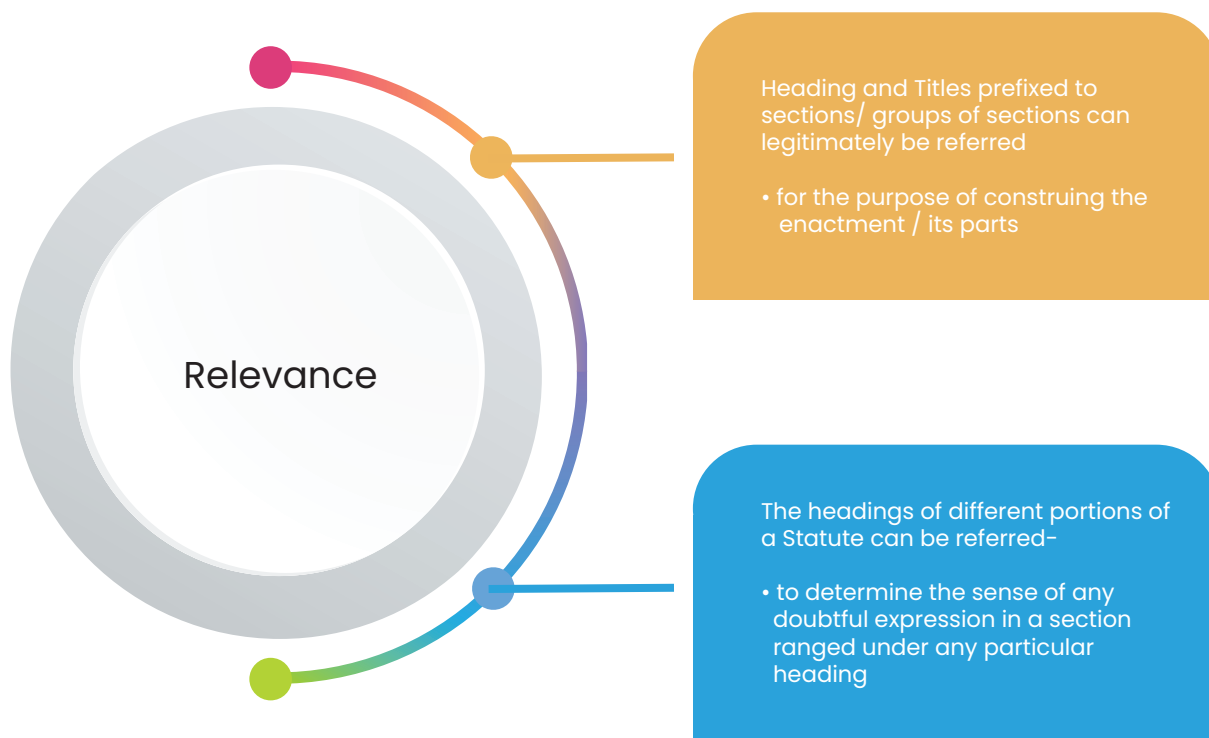 Relevance
Heading and Titles prefixed to
sections/ groups of sections can
legitimately be referred
• for the purpose of construing the
enactment / its parts
The headings of different portions of
a Statute can be referred-
• to determine the sense of any
doubtful expression in a section
ranged under any particular
heading